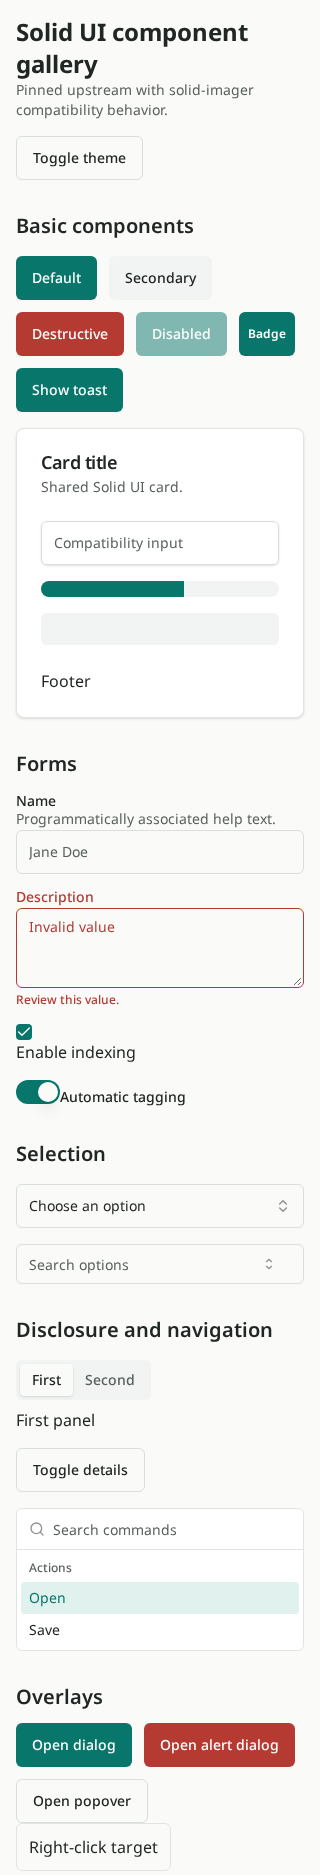 Solid UI component
gallery
Pinned upstream with solid-imager
compatibility behavior.
Toggle theme
Basic components
Default
Secondary
Destructive
Disabled
Badge
Show toast
Card title
Shared Solid UI card.
Compatibility input
Footer
Forms
Name
Programmatically associated help text.
Jane Doe
Description
Invalid value
Review this value.
Enable indexing
Automatic tagging
Selection
Choose an option
Search options
Disclosure and navigation
First
Second
First panel
Toggle details
Search commands
Actions
Open
Save
Overlays
Open dialog
Open alert dialog
Open popover
Right-click target